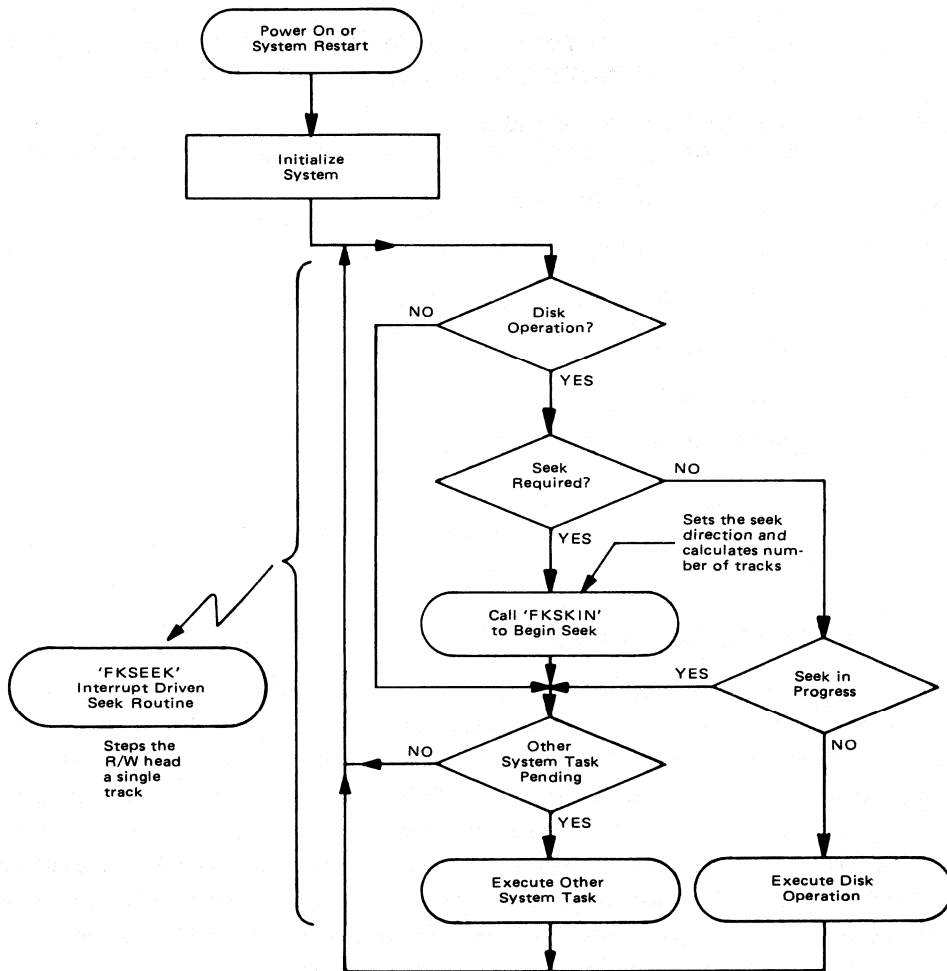 Power On or
System Restart
Initialize
System
NO
Disk
Operation?
YES
Seek
Required?
NO
YES
Sets the seek
direction and
calculates num-
ber of tracks
Call 'FKSKIN'
to Begin Seek
'FKSEEK'
Interrupt Driven
Seek Routine
Steps the
R/W head
a single
track
YES
Seek in
Progress
NO
NO
Other
System Task
Pending
YES
Execute Other
System Task
Execute Disk
Operation